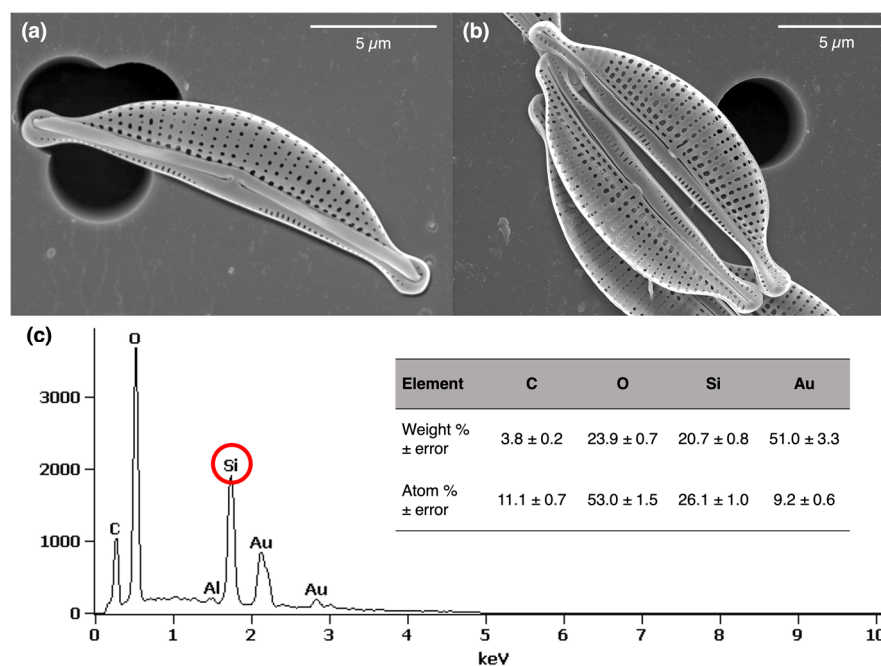 (a)
5 µm
(b)
5 µm
(c)
O
3000
2000
1000
0
C
Al
Si
Au
Au
0 1 2 3 4 5 6 7 8 9 10
keV
Element C O Si Au
Weight % 
± error 3.8 ± 0.2 23.9 ± 0.7 20.7 ± 0.8 51.0 ± 3.3
Atom %
± error 11.1 ± 0.7 53.0 ± 1.5 26.1 ± 1.0 9.2 ± 0.6